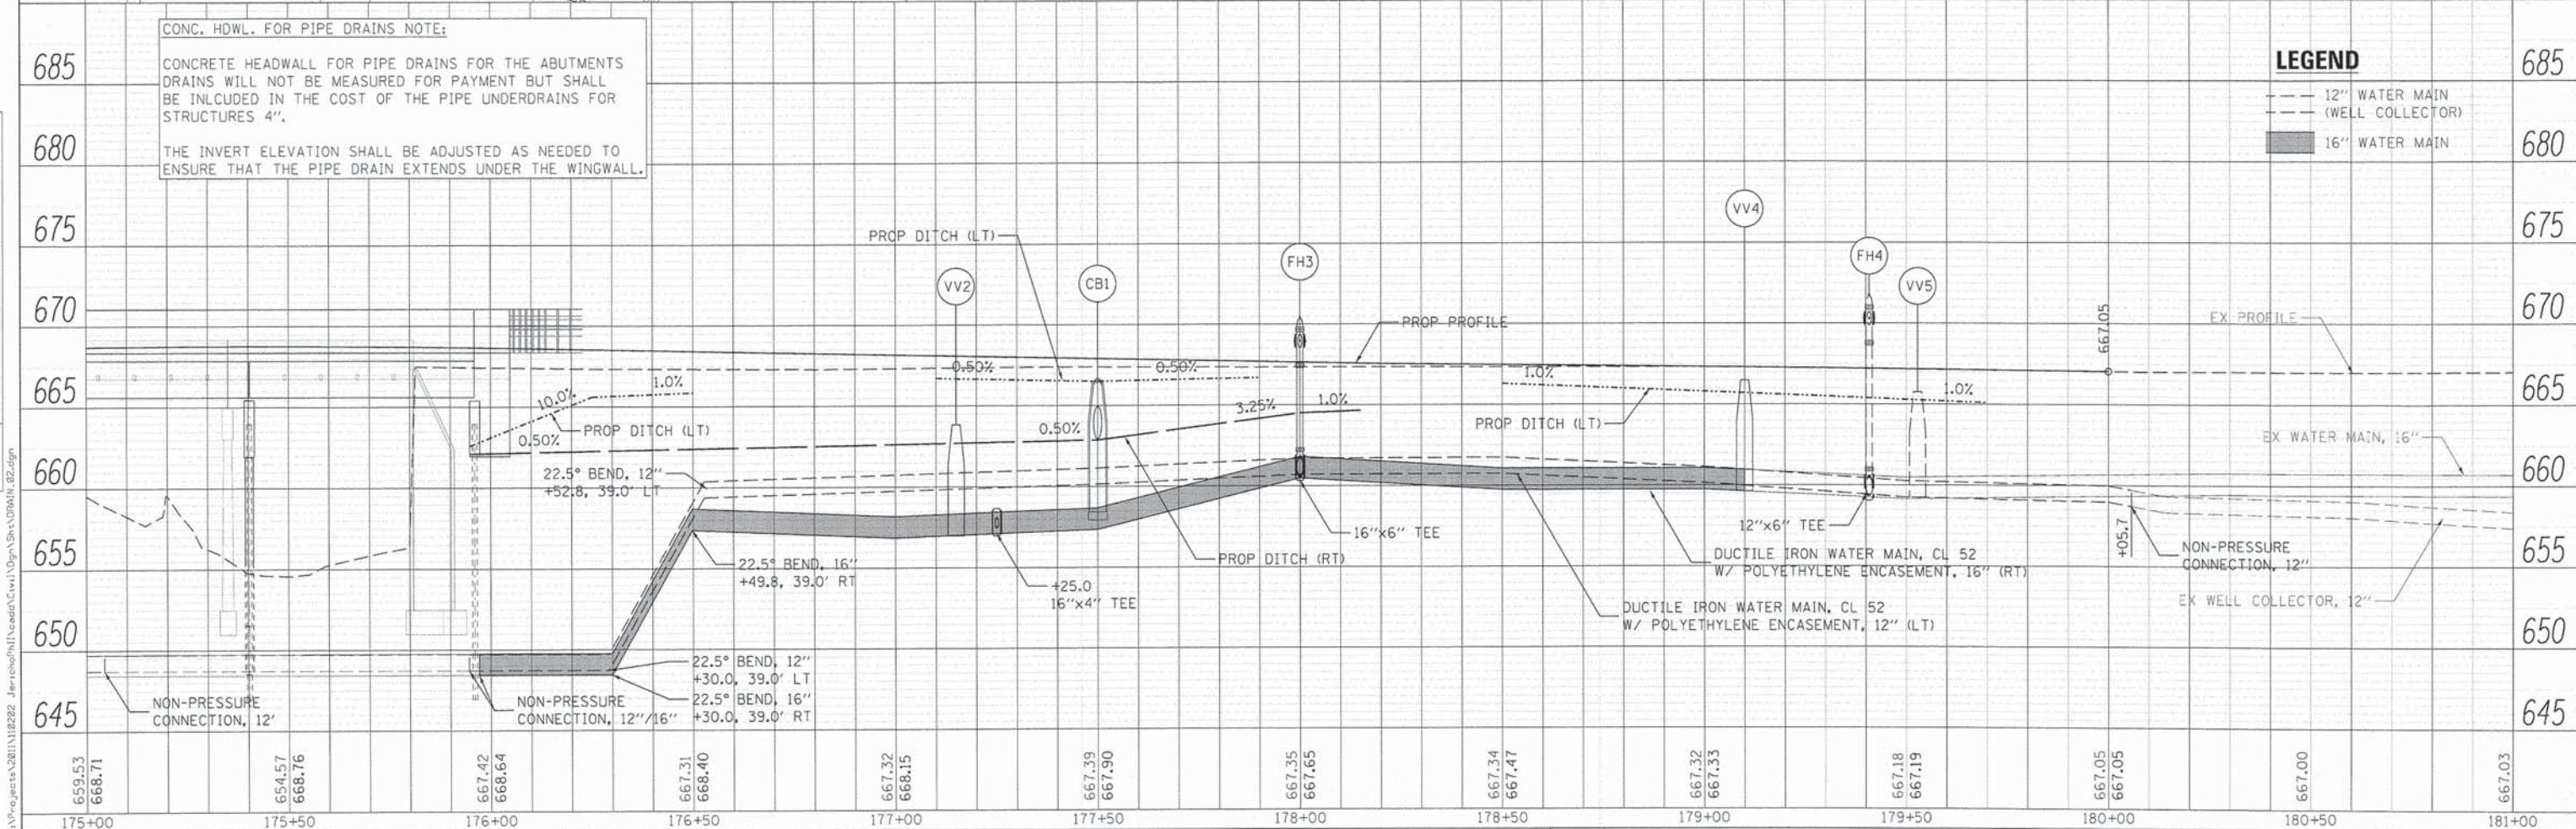 CONC. HDWL. FOR PIPE DRAINS NOTE:
CONCRETE HEADWALL FOR PIPE DRAINS FOR THE ABUTMENTS
DRAINS WILL NOT BE MEASURED FOR PAYMENT BUT SHALL
BE INLCUDED IN THE COST OF THE PIPE UNDERDRAINS FOR
STRUCTURES 4".
THE INVERT ELEVATION SHALL BE ADJUSTED AS NEEDED TO
ENSURE THAT THE PIPE DRAIN EXTENDS UNDER THE WINGWALL.
LEGEND
12" WATER MAIN
(WELL COLLECTOR)
16" WATER MAIN
685 685
680 680
675 675
670 670
665 665
660 660
655 655
650 650
645 645
PROP DITCH (LT)
VV2
CB1
FH3
VV4
FH4
VV5
PROP PROFILE
667.05
EX PROFILE
0.50% 0.50%
1.0%
10.0%
PROP DITCH (LT)
0.50%
0.50%
3.25%
1.0%
1.0%
PROP DITCH (LT)
1.0%
EX WATER MAIN, 16"
22.5° BEND, 12"
+52.8, 39.0' LT
22.5° BEND, 16"
+49.8, 39.0' RT
+25.0
16"x4" TEE
PROP DITCH (RT)
16"x6" TEE
12"x6" TEE
DUCTILE IRON WATER MAIN, CL 52
W/ POLYETHYLENE ENCASEMENT, 16" (RT)
DUCTILE IRON WATER MAIN, CL 52
W/ POLYETHYLENE ENCASEMENT, 12" (LT)
+05.7
NON-PRESSURE
CONNECTION, 12"
EX WELL COLLECTOR, 12"
NON-PRESSURE
CONNECTION, 12'
NON-PRESSURE
CONNECTION, 12"/16"
22.5° BEND, 12"
+30.0, 39.0' LT
22.5° BEND, 16"
+30.0, 39.0' RT
659.53
668.71
654.57
668.76
667.42
668.64
667.31
668.40
667.32
668.15
667.39
667.90
667.35
667.65
667.34
667.47
667.32
667.33
667.18
667.19
667.05
667.05
667.00
667.03
175+00 175+50 176+00 176+50 177+00 177+50 178+00 178+50 179+00 179+50 180+00 180+50 181+00